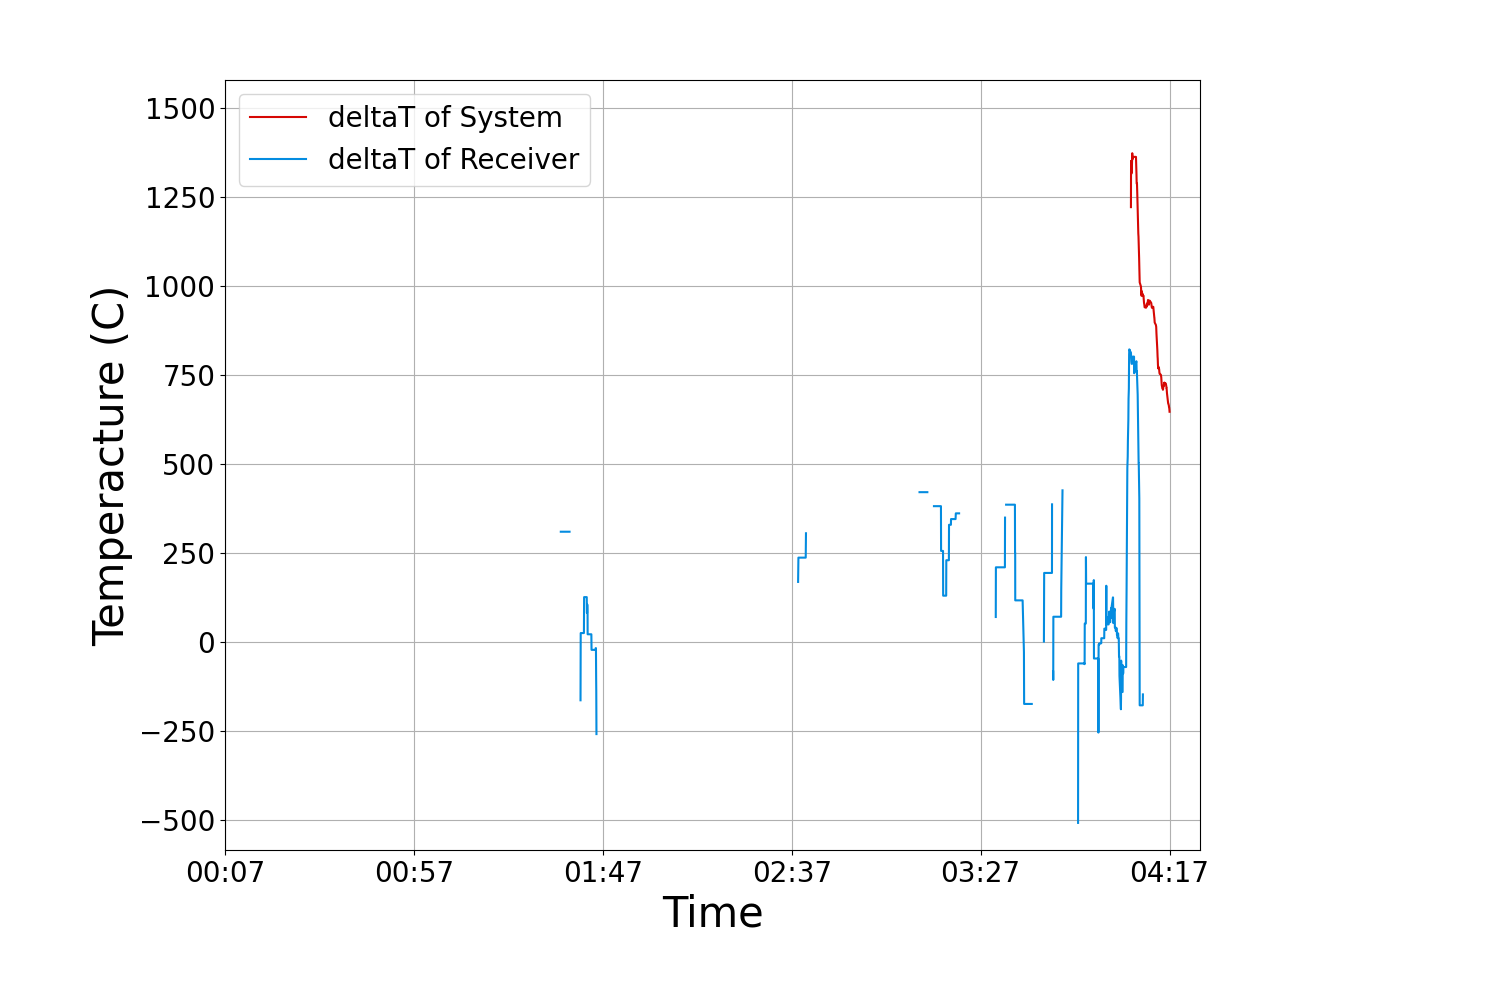 deltaT of System
deltaT of Receiver
1500
1250
1000
750
500
250
0
−250
−500
Temperacture (C)
00:07 00:57 01:47 02:37 03:27 04:17
Time